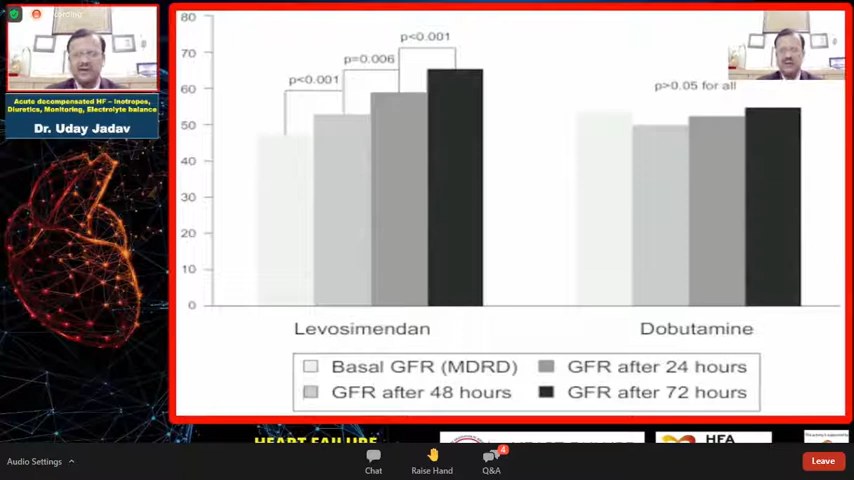 Acute decompensated HF – Inotropes,
Diuretics, Monitoring, Electrolyte balance
Dr. Uday Jadav
80
70
60
50
40
30
20
10
0
p<0.001
p=0.006
p<0.001
p>0.05 for all
Levosimendan
Dobutamine
Basal GFR (MDRD)
GFR after 24 hours
GFR after 48 hours
GFR after 72 hours
HEART FAILURE
HFA
Audio Settings
Chat
Raise Hand
4
Q&A
Leave